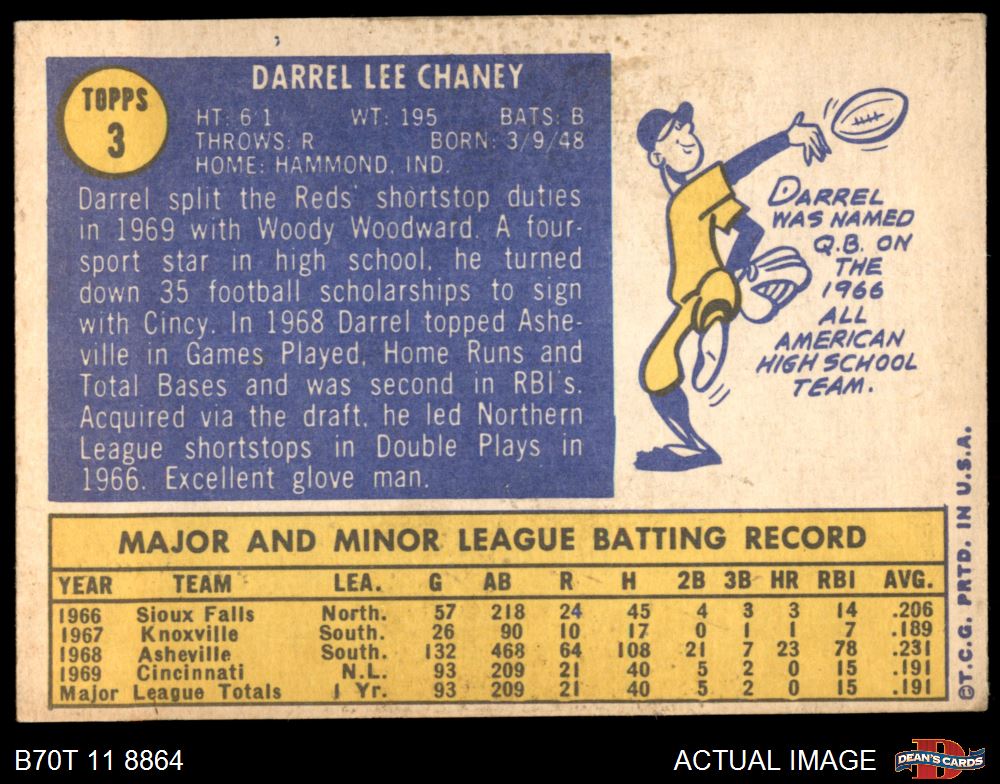 TOPPS
3
DARREL LEE CHANEY
HT: 6'1 WT: 195 BATS: B
THROWS: R BORN: 3/9/48
HOME: HAMMOND, IND.
Darrel split the Reds' shortstop duties
in 1969 with Woody Woodward. A four-
sport star in high school, he turned
down 35 football scholarships to sign
with Cincy. In 1968 Darrel topped Ashe-
ville in Games Played, Home Runs and
Total Bases and was second in RBI's.
Acquired via the draft, he led Northern
League shortstops in Double Plays in
1966. Excellent glove man.
DARREL
WAS NAMED
Q.B. ON
THE
1966
ALL
AMERICAN
HIGH SCHOOL
TEAM.
MAJOR AND MINOR LEAGUE BATTING RECORD
YEAR TEAM LEA. G AB R H 2B 3B HR RBI AVG.
1966 Sioux Falls North. 57 218 24 45 4 3 3 14 .206
1967 Knoxville South. 26 90 10 17 0 1 1 7 .189
1968 Asheville South. 132 468 64 108 21 7 23 78 .231
1969 Cincinnati N.L. 93 209 21 40 5 2 0 15 .191
Major League Totals 1 Yr. 93 209 21 40 5 2 0 15 .191
©T.C.G. PRTD. IN U.S.A.
B70T 11 8864
ACTUAL IMAGE
D
DEAN'S CARDS